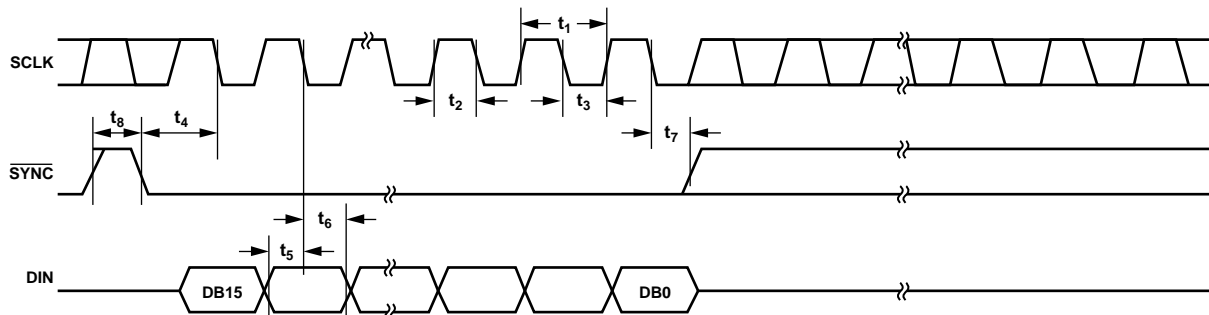 t₁
SCLK
t₂
t₃
t₈
t₄
t₇
SYNC
t₆
t₅
DIN
DB15
DB0